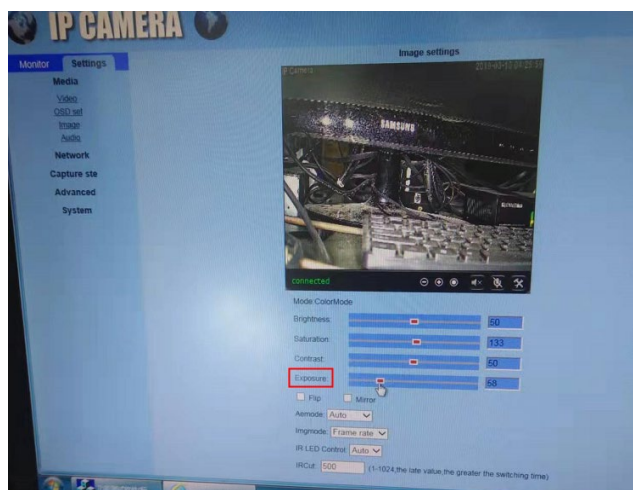 IP CAMERA
Monitor Settings
Image settings
Media
Video
OSD set
Image
Audio
Network
Capture ste
Advanced
System
IP Camera
SAMSUNG
connected
Mode:ColorMode
Brightness: 50
Saturation: 133
Contrast: 50
Exposure: 58
Flip Mirror
Aemode: Auto
Imgmode: Frame rate
IR LED Control: Auto
IRCut: 500 (1-1024,the late value,the greater the switching time)